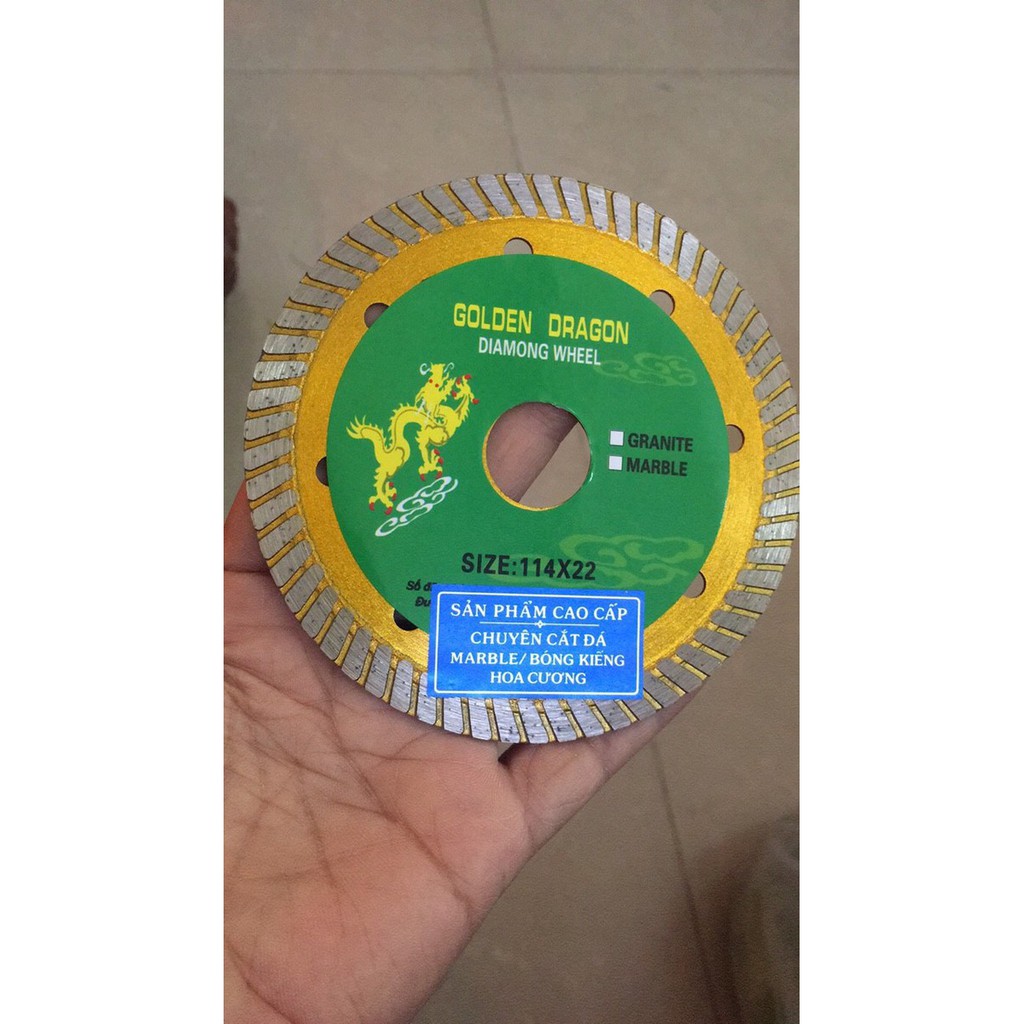 GOLDEN DRAGON
DIAMONG WHEEL
GRANITE
MARBLE
SIZE:114X22
SẢN PHẨM CAO CẤP
CHUYÊN CẮT ĐÁ
MARBLE/ BÓNG KIẾNG
HOA CƯƠNG